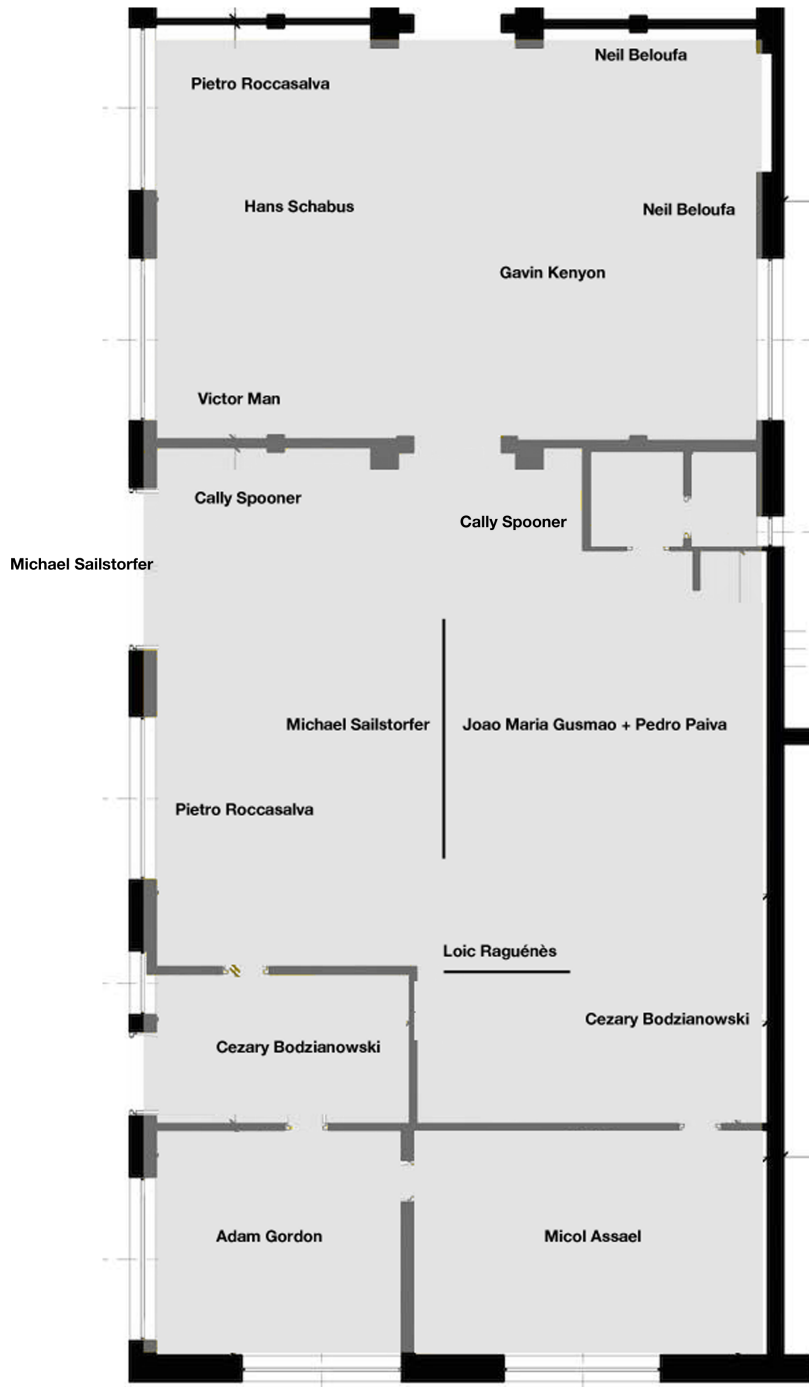 Neil Beloufa
Pietro Roccasalva
Hans Schabus
Neil Beloufa
Gavin Kenyon
Victor Man
Cally Spooner
Cally Spooner
Michael Sailstorfer
Michael Sailstorfer
Joao Maria Gusmao + Pedro Paiva
Pietro Roccasalva
Loic Raguénès
Cezary Bodzianowski
Cezary Bodzianowski
Adam Gordon
Micol Assael